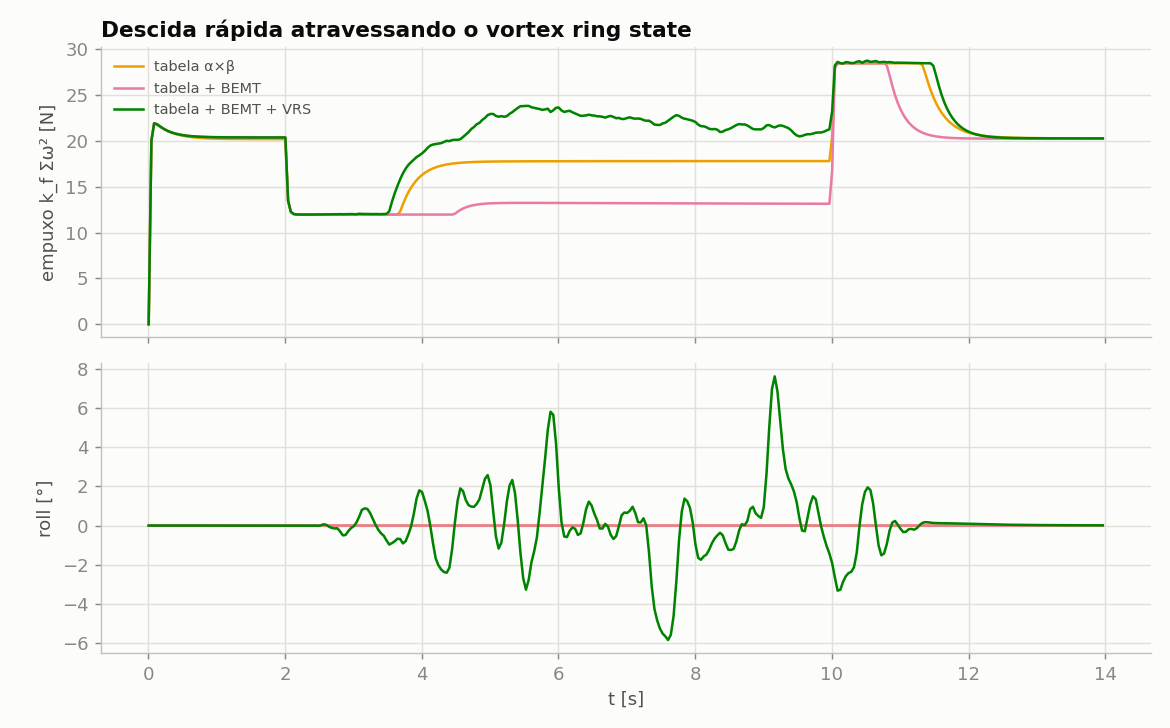 Descida rápida atravessando o vortex ring state
tabela α×β
tabela + BEMT
tabela + BEMT + VRS
empuxo k_f Σω² [N]
30
25
20
15
10
5
0
roll [°]
8
6
4
2
0
−2
−4
−6
0 2 4 6 8 10 12 14
t [s]